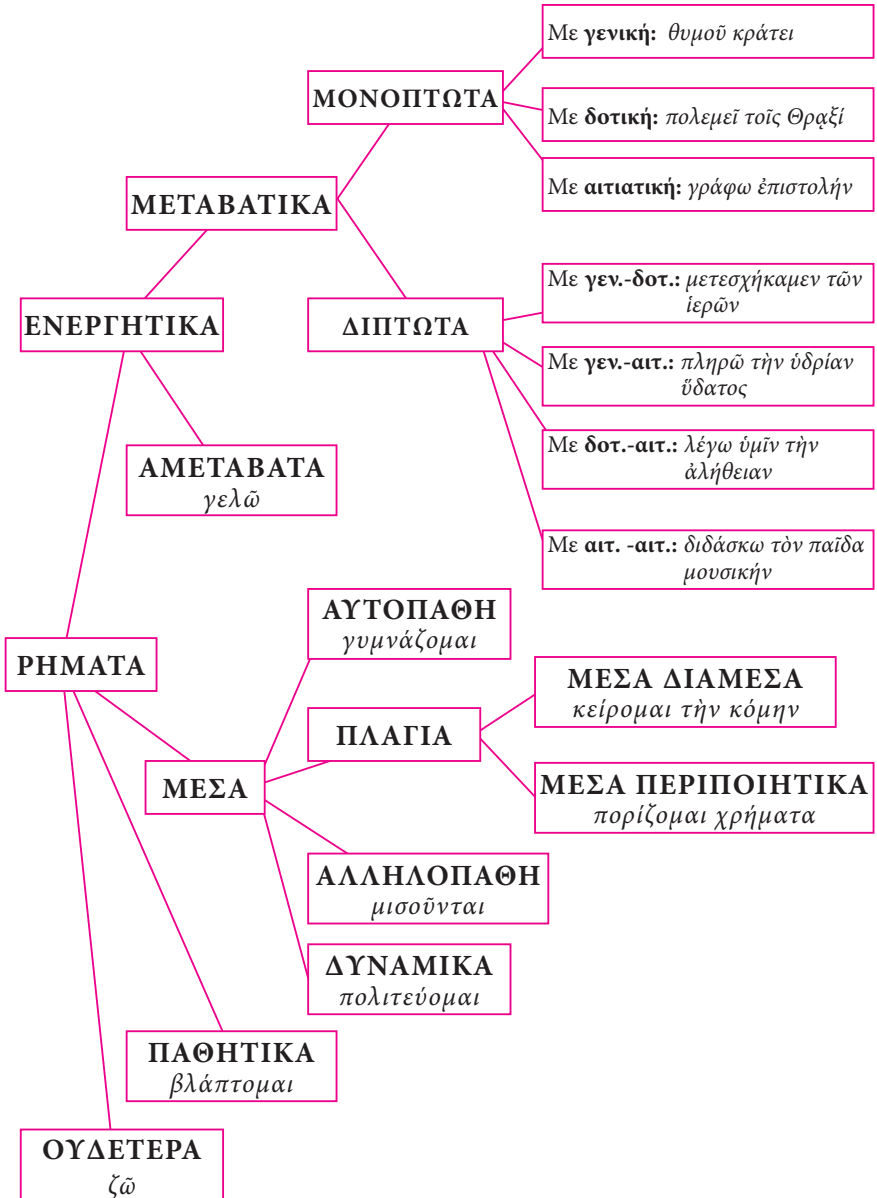 Με γενική: θυμοῦ κράτει
ΜΟΝΟΠΤΩΤΑ
Με δοτική: πολεμεῖ τοῖς Θρᾳξί
Με αιτιατική: γράφω ἐπιστολήν
ΜΕΤΑΒΑΤΙΚΑ
Με γεν.-δοτ.: μετεσχήκαμεν τῶν
ἱερῶν
ΕΝΕΡΓΗΤΙΚΑ
ΔΙΠΤΩΤΑ
Με γεν.-αιτ.: πληρῶ τὴν ὑδρίαν
ὕδατος
Με δοτ.-αιτ.: λέγω ὑμῖν τὴν
ἀλήθειαν
ΑΜΕΤΑΒΑΤΑ
γελῶ
Με αιτ. -αιτ.: διδάσκω τὸν παῖδα
μουσικήν
ΑΥΤΟΠΑΘΗ
γυμνάζομαι
ΡΗΜΑΤΑ
ΜΕΣΑ ΔΙΑΜΕΣΑ
κείρομαι τὴν κόμην
ΠΛΑΓΙΑ
ΜΕΣΑ
ΜΕΣΑ ΠΕΡΙΠΟΙΗΤΙΚΑ
πορίζομαι χρήματα
ΑΛΛΗΛΟΠΑΘΗ
μισοῦνται
ΔΥΝΑΜΙΚΑ
πολιτεύομαι
ΠΑΘΗΤΙΚΑ
βλάπτομαι
ΟΥΔΕΤΕΡΑ
ζῶ